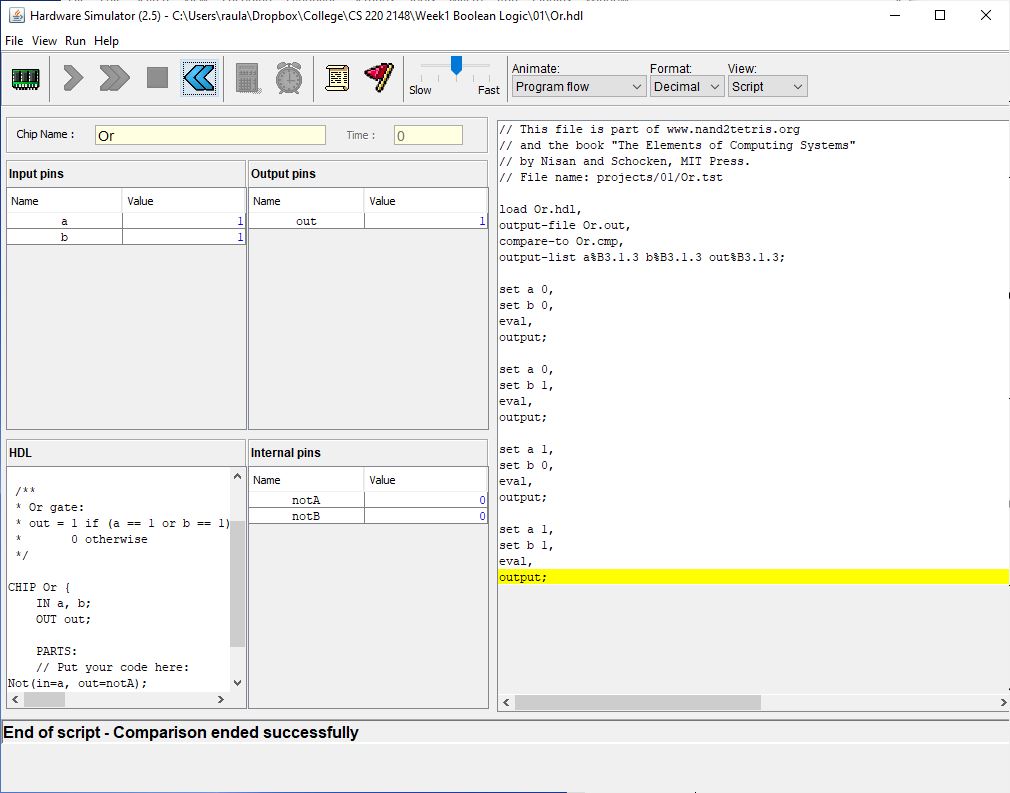 Hardware Simulator (2.5) - C:\Users\raula\Dropbox\College\CS 220 2148\Week1 Boolean Logic\01\Or.hdl
File View Run Help
Slow Fast
Animate: Format: View:
Program flow Decimal Script
Chip Name : Or Time : 0
Input pins
Name Value
a 1
b 1
Output pins
Name Value
out 1
HDL
/**
* Or gate:
* out = 1 if (a == 1 or b == 1)
* 0 otherwise
*/
CHIP Or {
IN a, b;
OUT out;
PARTS:
// Put your code here:
Not(in=a, out=notA);
Internal pins
Name Value
notA 0
notB 0
// This file is part of www.nand2tetris.org
// and the book "The Elements of Computing Systems"
// by Nisan and Schocken, MIT Press.
// File name: projects/01/Or.tst
load Or.hdl,
output-file Or.out,
compare-to Or.cmp,
output-list a%B3.1.3 b%B3.1.3 out%B3.1.3;
set a 0,
set b 0,
eval,
output;
set a 0,
set b 1,
eval,
output;
set a 1,
set b 0,
eval,
output;
set a 1,
set b 1,
eval,
output;
End of script - Comparison ended successfully